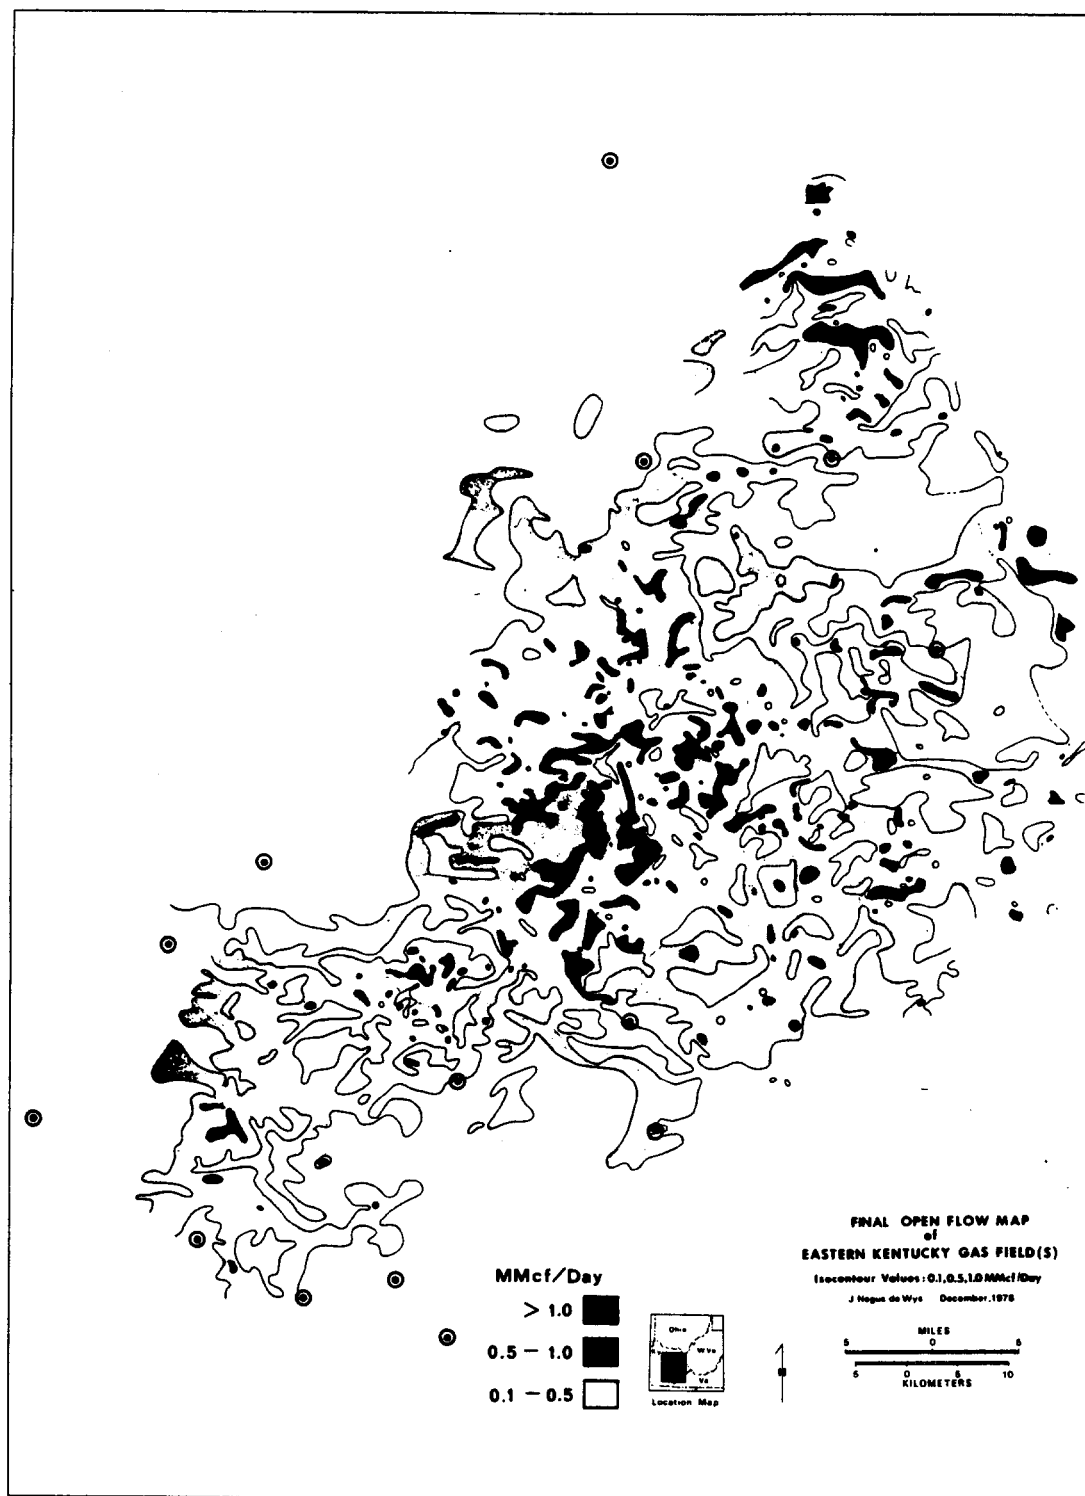 FINAL OPEN FLOW MAP
of
EASTERN KENTUCKY GAS FIELD(S)
Isocontour Values: 0.1,0.5,1.0 MMcf/Day
J Negus de Wys December, 1978
MMcf/Day
> 1.0
0.5 – 1.0
0.1 – 0.5
Ohio
Ky
W.Va
Va
Location Map
MILES
5 0 5
5 0 5 10
KILOMETERS